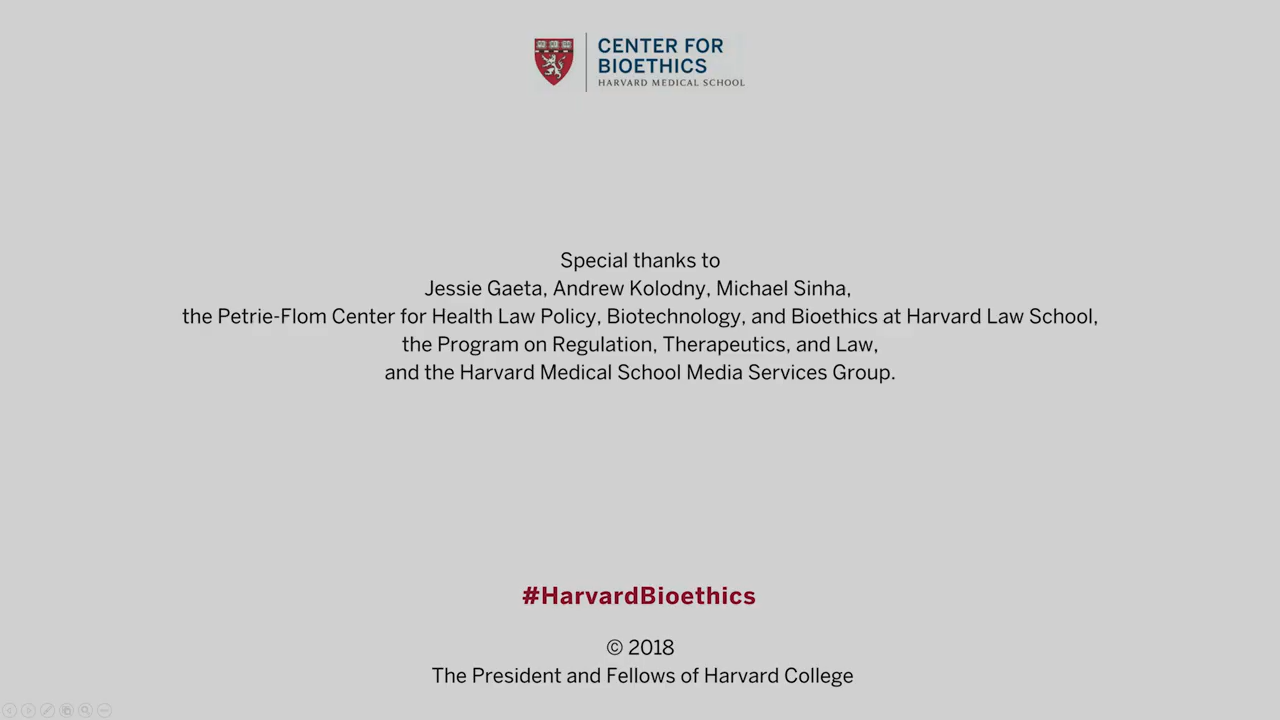 CENTER FOR
BIOETHICS
HARVARD MEDICAL SCHOOL
Special thanks to
Jessie Gaeta, Andrew Kolodny, Michael Sinha,
the Petrie-Flom Center for Health Law Policy, Biotechnology, and Bioethics at Harvard Law School,
the Program on Regulation, Therapeutics, and Law,
and the Harvard Medical School Media Services Group.
#HarvardBioethics
© 2018
The President and Fellows of Harvard College